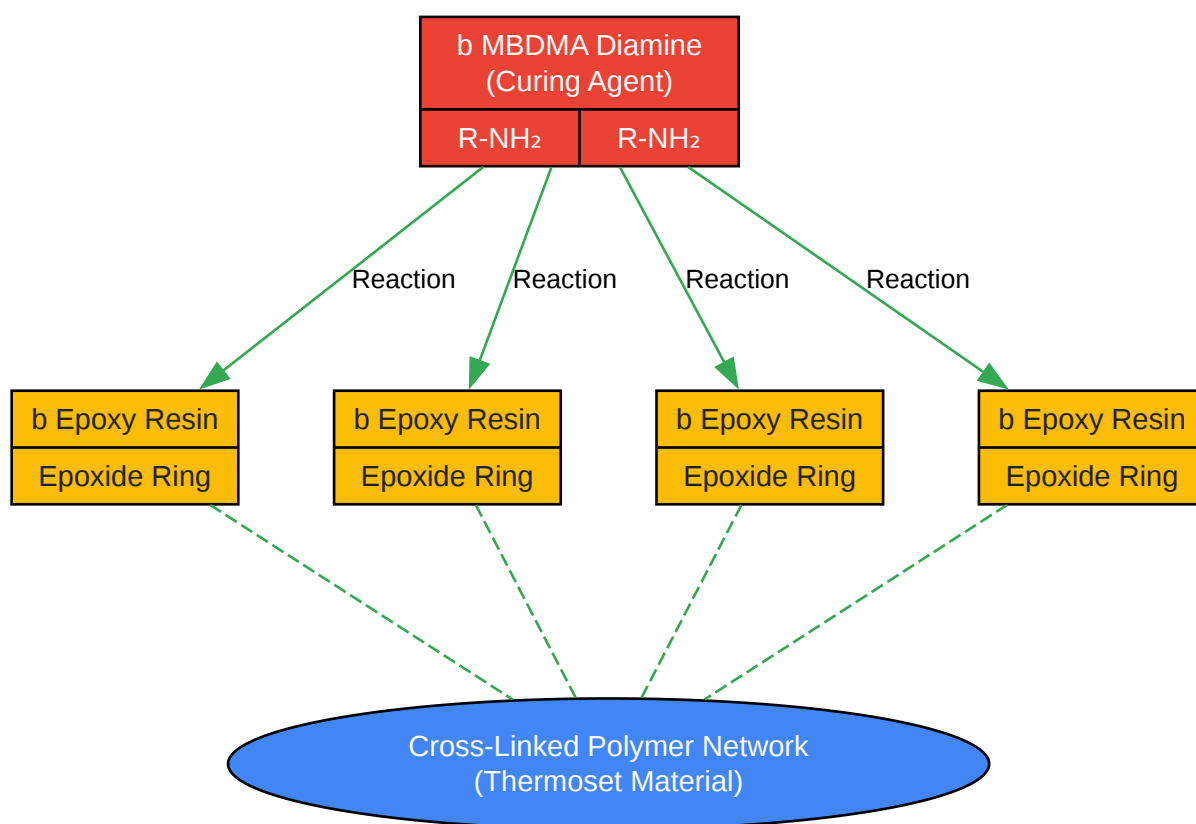 b MBDMA Diamine
(Curing Agent)
R-NH₂ R-NH₂
Reaction Reaction Reaction Reaction
b Epoxy Resin b Epoxy Resin b Epoxy Resin b Epoxy Resin
Epoxide Ring Epoxide Ring Epoxide Ring Epoxide Ring
Cross-Linked Polymer Network
(Thermoset Material)